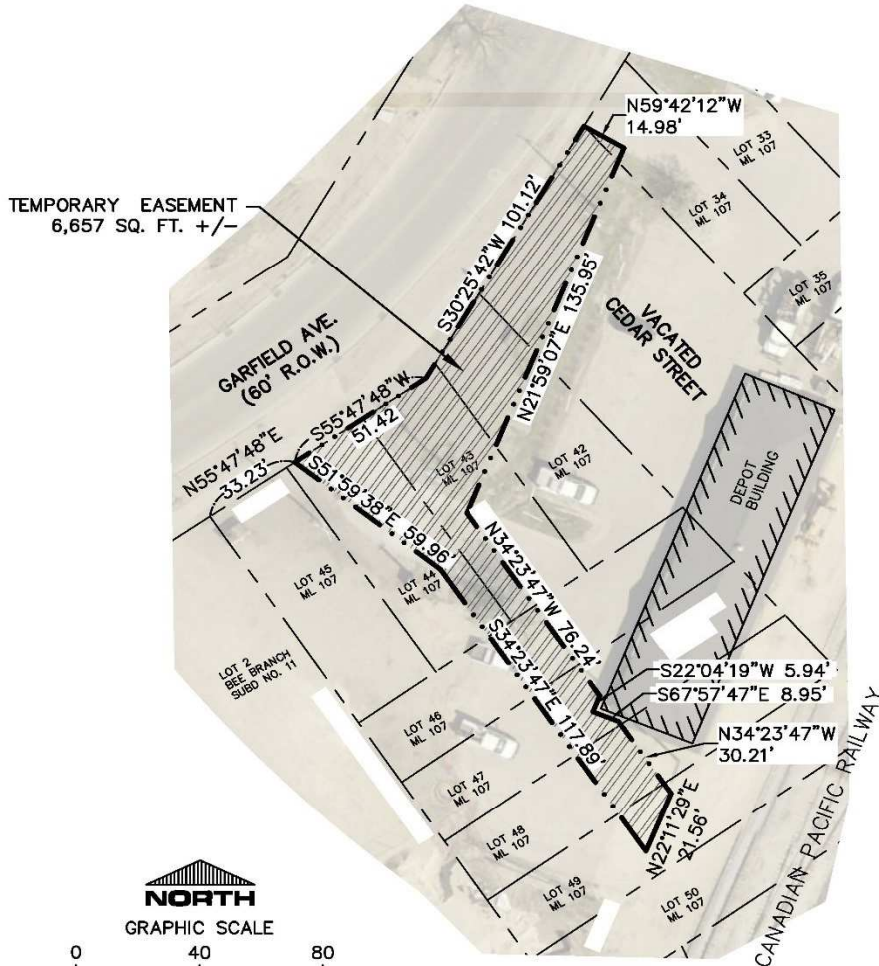 N59°42'12"W
14.98'
LOT 33
ML 107
LOT 34
ML 107
LOT 35
ML 107
TEMPORARY EASEMENT
6,657 SQ. FT. +/-
S30°25'42"W 101.12'
N21°59'07"E 135.95'
VACATED
CEDAR STREET
GARFIELD AVE.
(60' R.O.W.)
S55°47'48"W
51.42
N55°47'48"E
33.23'
S51°59'38"E 59.96'
LOT 43
ML 107
LOT 42
ML 107
DEPOT
BUILDING
N34°23'47"W 76.24'
LOT 45
ML 107
LOT 44
ML 107
S34°23'47"E 117.89'
LOT 2
BEE BRANCH
SUBD NO. 11
S22°04'19"W 5.94'
S67°57'47"E 8.95'
N34°23'47"W
30.21'
LOT 46
ML 107
LOT 47
ML 107
LOT 48
ML 107
LOT 49
ML 107
LOT 50
ML 107
N22°11'29"E
21.56'
CANADIAN PACIFIC RAILWAY
NORTH
GRAPHIC SCALE
0 40 80